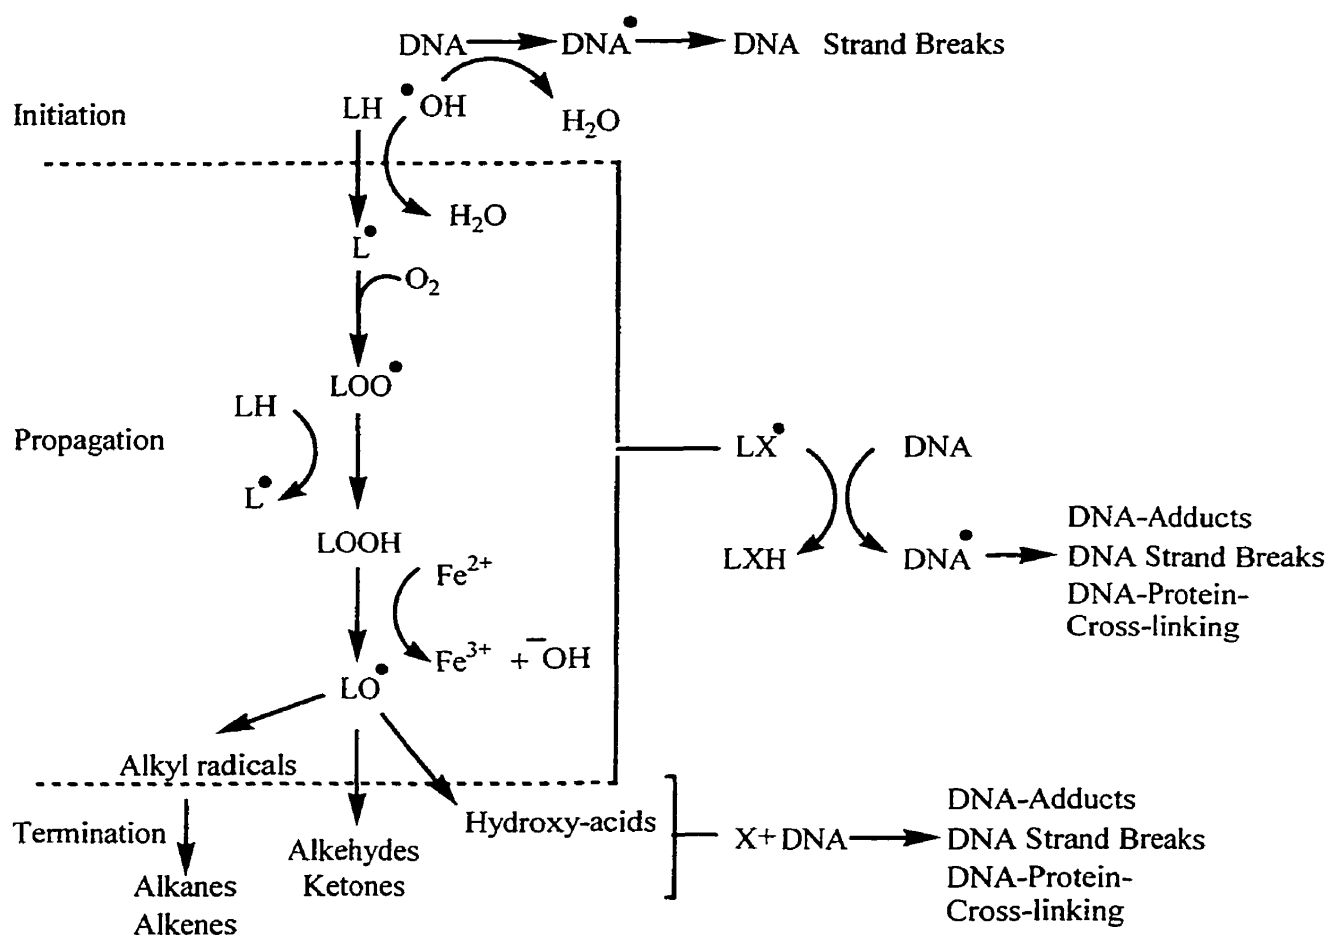 DNA → DNA• → DNA Strand Breaks
Initiation
LH •OH
H₂O
H₂O
L•
O₂
LOO•
LH
Propagation
L•
LX•
DNA
LOOH
Fe²⁺
LXH
DNA•
DNA-Adducts
DNA Strand Breaks
DNA-Protein-
Cross-linking
Fe³⁺ + ⁻OH
LO•
Alkyl radicals
Termination
Alkanes
Alkenes
Alkehydes
Ketones
Hydroxy-acids
X+DNA
DNA-Adducts
DNA Strand Breaks
DNA-Protein-
Cross-linking